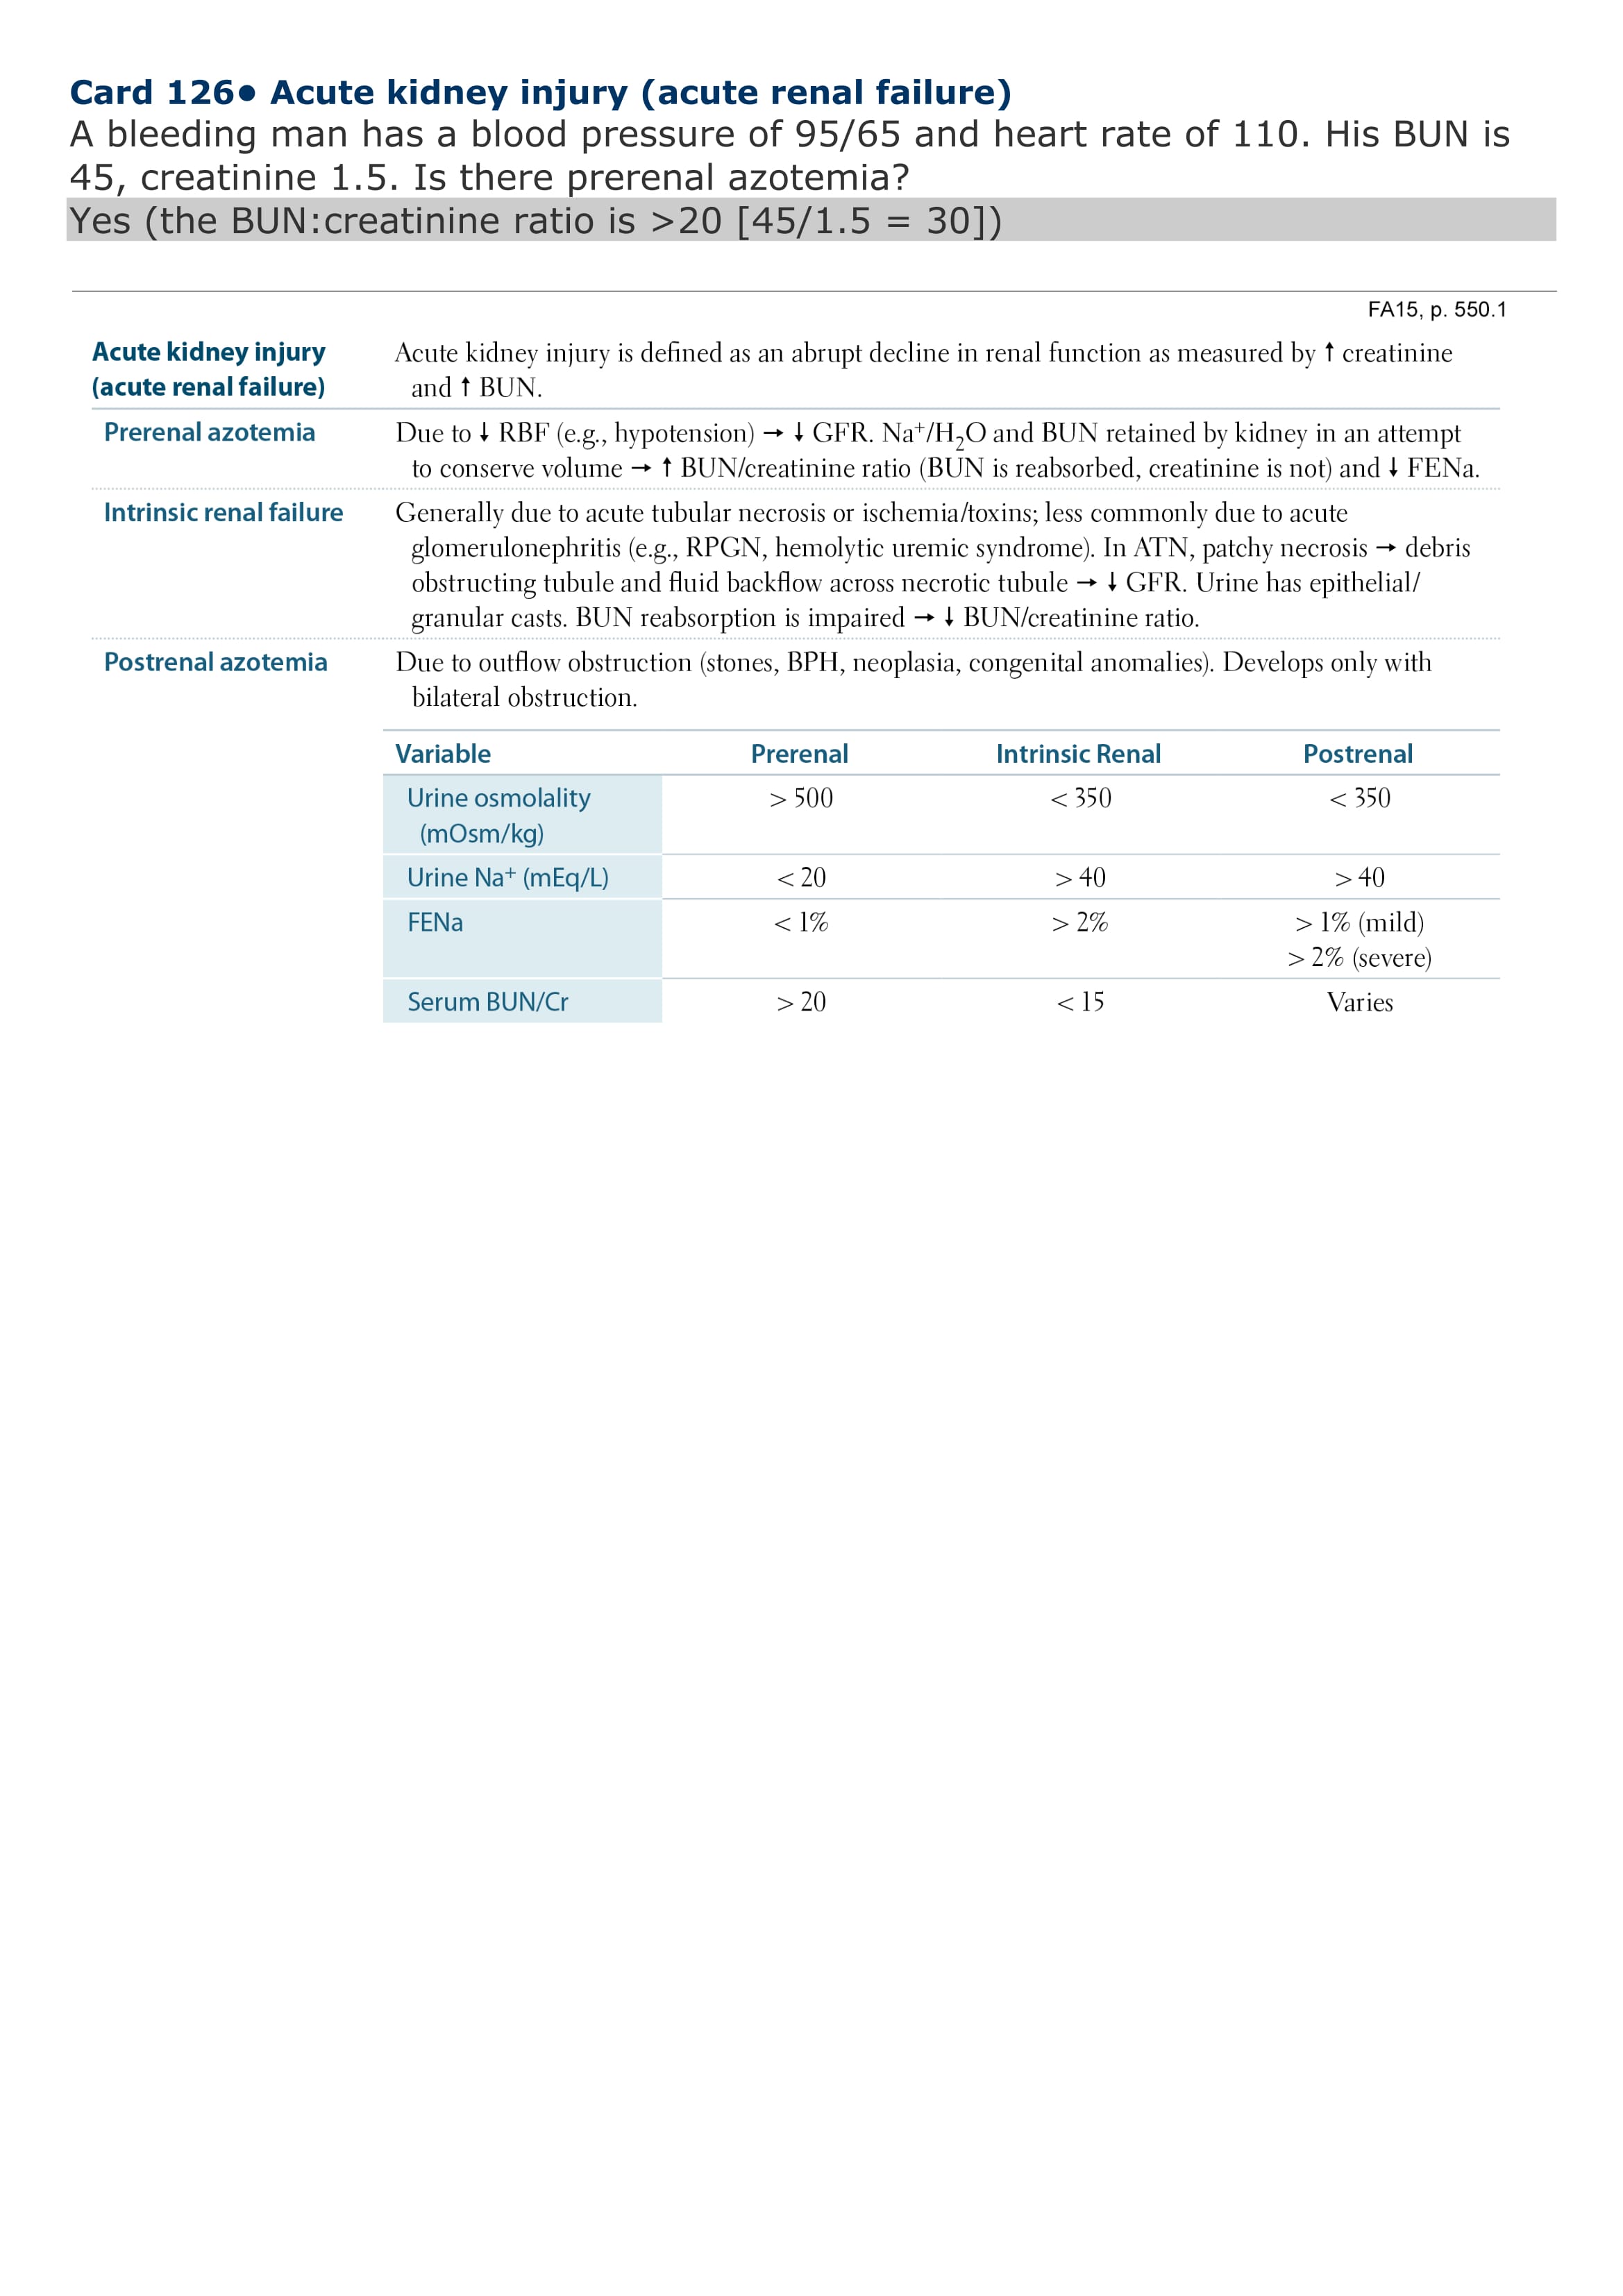 Card 126• Acute kidney injury (acute renal failure)
A bleeding man has a blood pressure of 95/65 and heart rate of 110. His BUN is
45, creatinine 1.5. Is there prerenal azotemia?
Yes (the BUN:creatinine ratio is >20 [45/1.5 = 30])
FA15, p. 550.1
Acute kidney injury Acute kidney injury is defined as an abrupt decline in renal function as measured by ↑ creatinine
(acute renal failure) and ↑ BUN.
Prerenal azotemia Due to ↓ RBF (e.g., hypotension) → ↓ GFR. Na⁺/H₂O and BUN retained by kidney in an attempt
to conserve volume → ↑ BUN/creatinine ratio (BUN is reabsorbed, creatinine is not) and ↓ FENa.
Intrinsic renal failure Generally due to acute tubular necrosis or ischemia/toxins; less commonly due to acute
glomerulonephritis (e.g., RPGN, hemolytic uremic syndrome). In ATN, patchy necrosis → debris
obstructing tubule and fluid backflow across necrotic tubule → ↓ GFR. Urine has epithelial/
granular casts. BUN reabsorption is impaired → ↓ BUN/creatinine ratio.
Postrenal azotemia Due to outflow obstruction (stones, BPH, neoplasia, congenital anomalies). Develops only with
bilateral obstruction.
Variable Prerenal Intrinsic Renal Postrenal
Urine osmolality > 500 < 350 < 350
(mOsm/kg)
Urine Na⁺ (mEq/L) < 20 > 40 > 40
FENa < 1% > 2% > 1% (mild)
> 2% (severe)
Serum BUN/Cr > 20 < 15 Varies